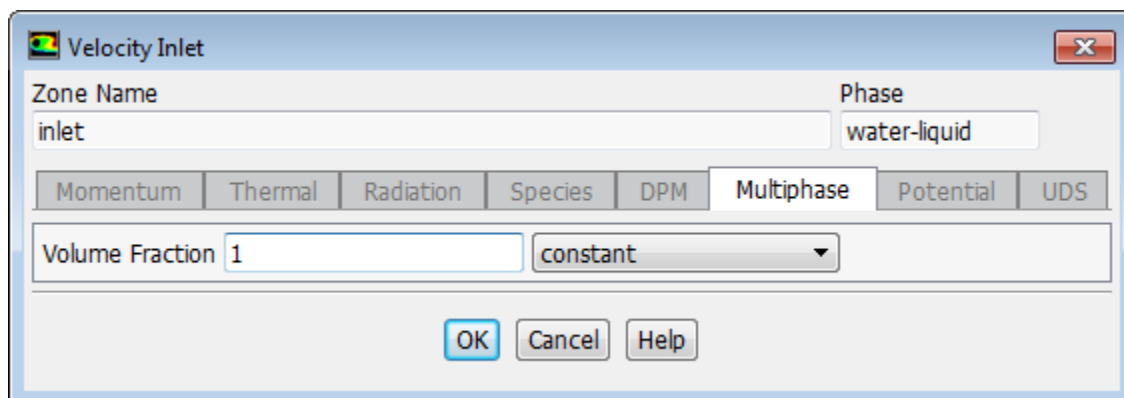 Velocity Inlet
Zone Name Phase
inlet water-liquid
Momentum Thermal Radiation Species DPM Multiphase Potential UDS
Volume Fraction 1 constant
OK Cancel Help